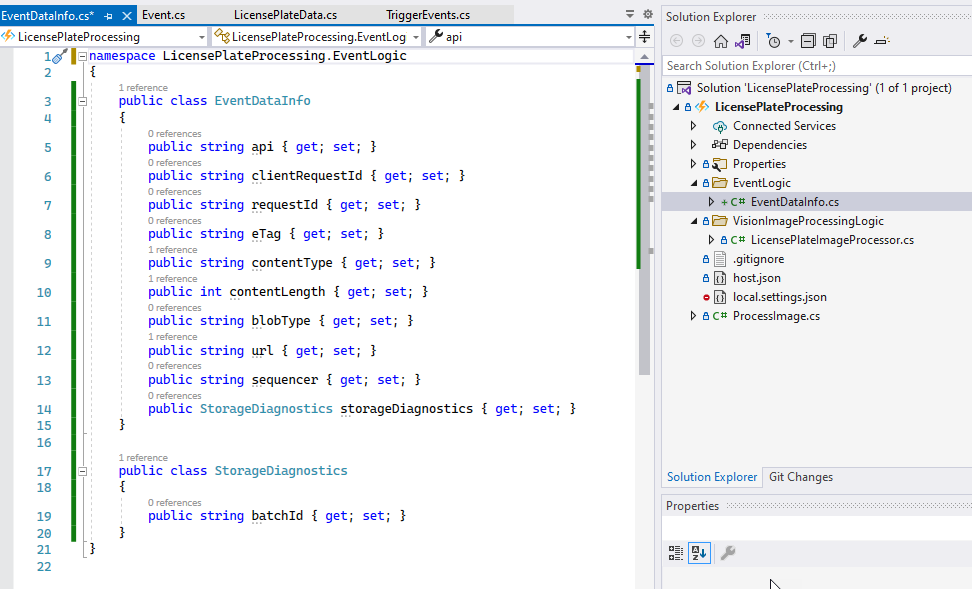 EventDataInfo.cs*
Event.cs
LicensePlateData.cs
TriggerEvents.cs
LicensePlateProcessing
LicensePlateProcessing.EventLog
api
1 namespace LicensePlateProcessing.EventLogic
2 {
1 reference
3 public class EventDataInfo
4 {
0 references
5 public string api { get; set; }
0 references
6 public string clientRequestId { get; set; }
0 references
7 public string requestId { get; set; }
0 references
8 public string eTag { get; set; }
1 reference
9 public string contentType { get; set; }
1 reference
10 public int contentLength { get; set; }
0 references
11 public string blobType { get; set; }
1 reference
12 public string url { get; set; }
0 references
13 public string sequencer { get; set; }
0 references
14 public StorageDiagnostics storageDiagnostics { get; set; }
15 }
16
1 reference
17 public class StorageDiagnostics
18 {
0 references
19 public string batchId { get; set; }
20 }
21 }
22
Solution Explorer
Search Solution Explorer (Ctrl+;)
Solution 'LicensePlateProcessing' (1 of 1 project)
LicensePlateProcessing
Connected Services
Dependencies
Properties
EventLogic
C# EventDataInfo.cs
VisionImageProcessingLogic
C# LicensePlateImageProcessor.cs
.gitignore
host.json
local.settings.json
C# ProcessImage.cs
Solution Explorer
Git Changes
Properties